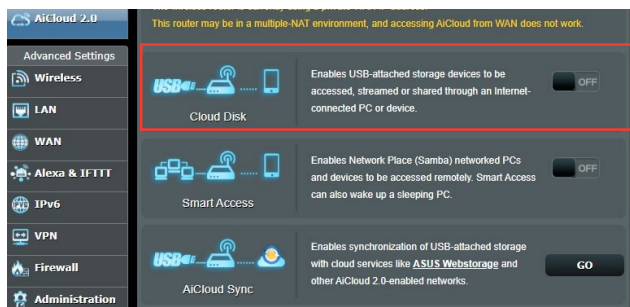 AiCloud 2.0
This router may be in a multiple-NAT environment, and accessing AiCloud from WAN does
not work.
Advanced Settings
Wireless
LAN
WAN
Alexa & IFTTT
IPv6
VPN
Firewall
Administration
USB
Cloud Disk
Enables USB-attached storage devices to be
accessed, streamed or shared through an Internet-
connected PC or device.
OFF
Smart Access
Enables Network Place (Samba) networked PCs
and devices to be accessed remotely. Smart Access
can also wake up a sleeping PC.
OFF
USB
AiCloud Sync
Enables synchronization of USB-attached storage
with cloud services like ASUS Webstorage and
other AiCloud 2.0-enabled networks.
GO